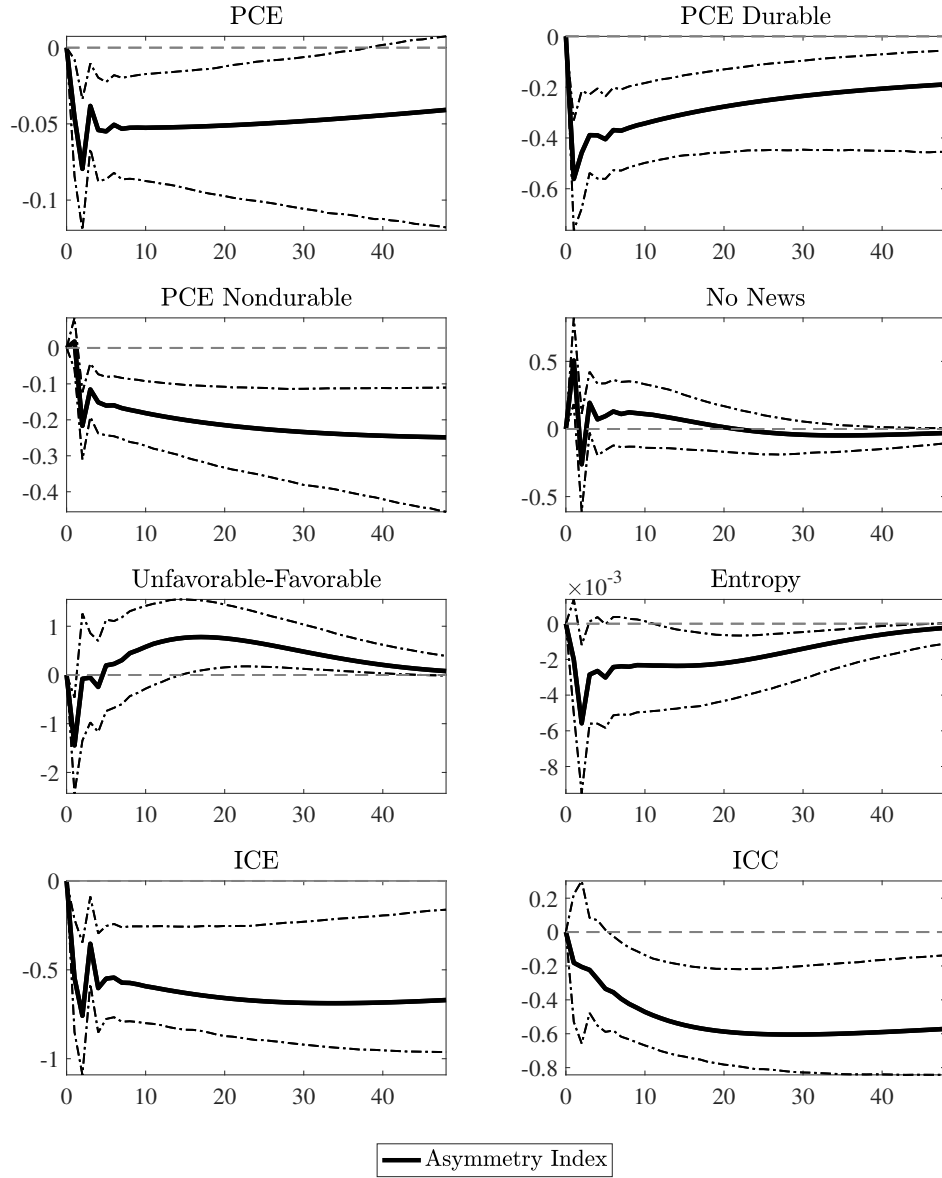 PCE
0
-0.05
-0.1
0 10 20 30 40
PCE Durable
0
-0.2
-0.4
-0.6
0 10 20 30 40
PCE Nondurable
0
-0.1
-0.2
-0.3
-0.4
0 10 20 30 40
No News
0.5
0
-0.5
0 10 20 30 40
Unfavorable-Favorable
1
0
-1
-2
0 10 20 30 40
Entropy
×10-3
0
-2
-4
-6
-8
0 10 20 30 40
ICE
0
-0.5
-1
0 10 20 30 40
ICC
0.2
0
-0.2
-0.4
-0.6
-0.8
0 10 20 30 40
Asymmetry Index